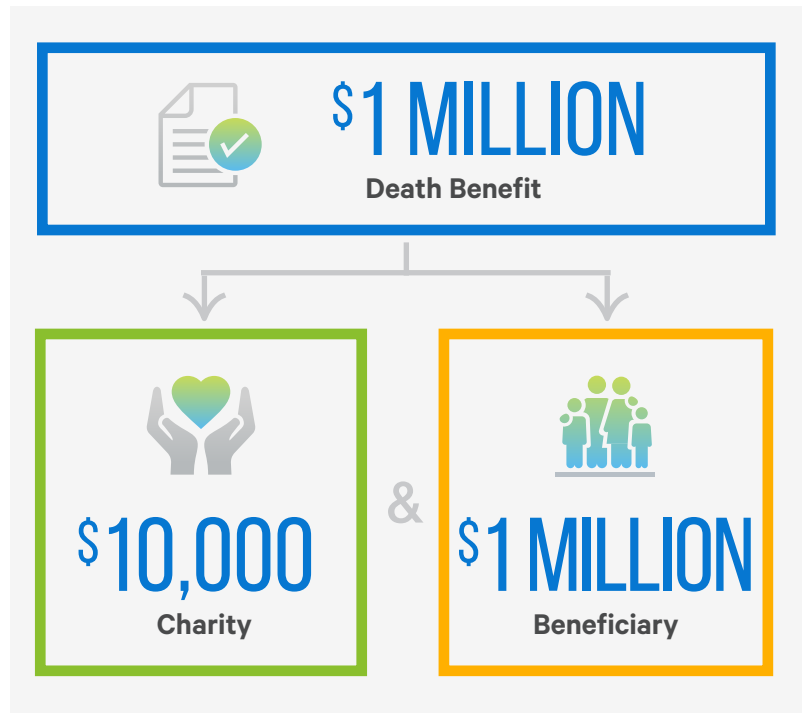 $1 MILLION
Death Benefit
$10,000
Charity
&
$1 MILLION
Beneficiary